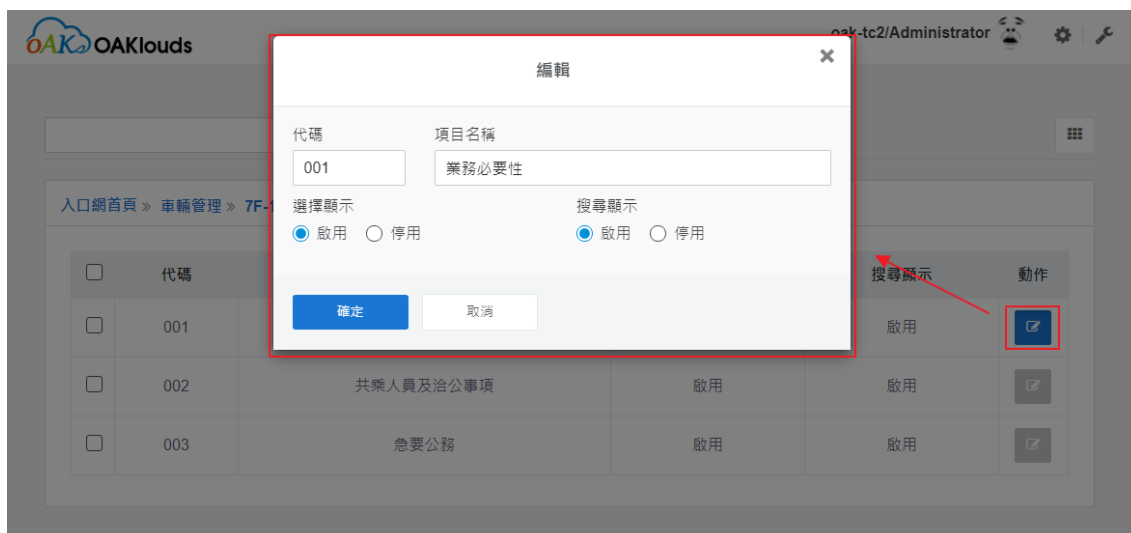 OAK OAKlouds
oak-tc2/Administrator
編輯
代碼 項目名稱
001 業務必要性
選擇顯示 搜尋顯示
啟用 停用 啟用 停用
確定 取消
入口網首頁 » 車輛管理 » 7F-
代碼 搜尋顯示 動作
001 啟用
002 共乘人員及洽公事項 啟用 啟用
003 急要公務 啟用 啟用